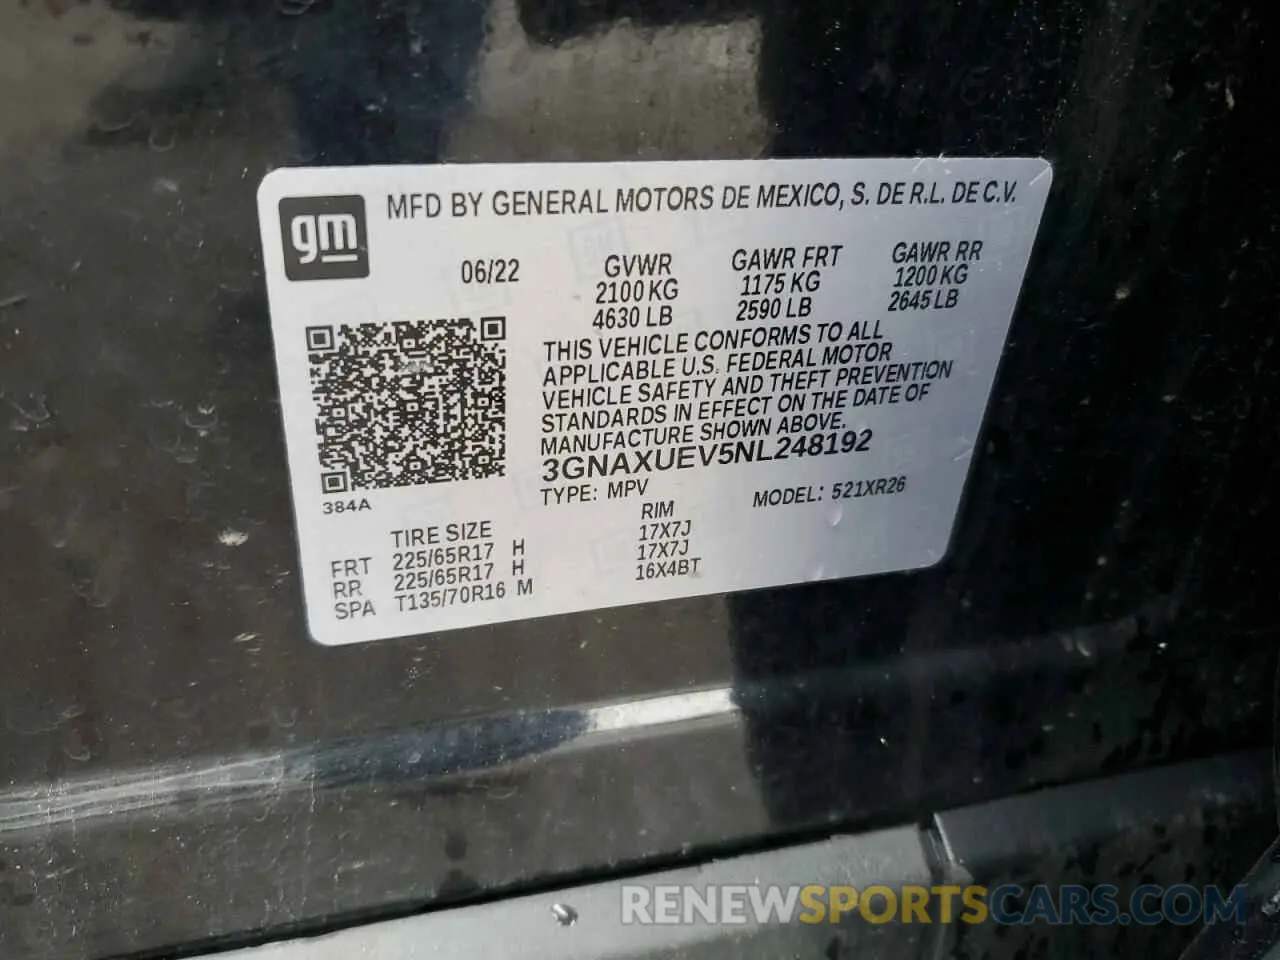 gm
MFD BY GENERAL MOTORS DE MEXICO, S. DE R.L. DE C.V.
06/22 GVWR GAWR FRT GAWR RR
2100 KG 1175 KG 1200 KG
4630 LB 2590 LB 2645 LB
THIS VEHICLE CONFORMS TO ALL
APPLICABLE U.S. FEDERAL MOTOR
VEHICLE SAFETY AND THEFT PREVENTION
STANDARDS IN EFFECT ON THE DATE OF
MANUFACTURE SHOWN ABOVE.
3GNAXUEV5NL248192
384A
TYPE: MPV MODEL: 521XR26
TIRE SIZE RIM
FRT 225/65R17 H 17X7J
RR 225/65R17 H 17X7J
SPA T135/70R16 M 16X4BT
RENEWSPORTSCARS.COM